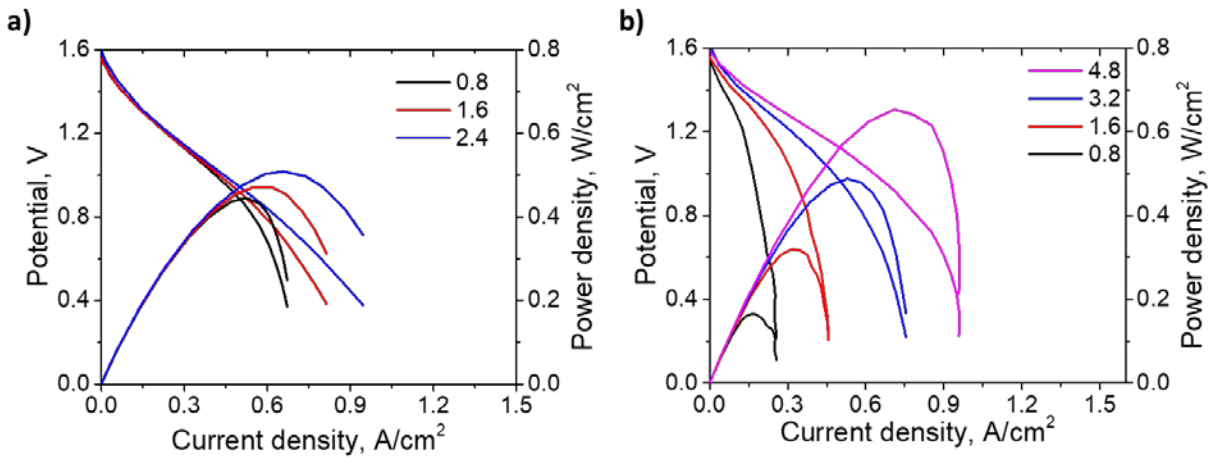 a)
1.6
1.2
0.8
0.4
0.0
Potential, V
0.8
1.6
2.4
0.8
0.6
0.4
0.2
0.0
Power density, W/cm²
0.0 0.3 0.6 0.9 1.2 1.5
Current density, A/cm²
b)
1.6
1.2
0.8
0.4
0.0
Potential, V
4.8
3.2
1.6
0.8
0.8
0.6
0.4
0.2
0.0
Power density, W/cm²
0.0 0.3 0.6 0.9 1.2 1.5
Current density, A/cm²